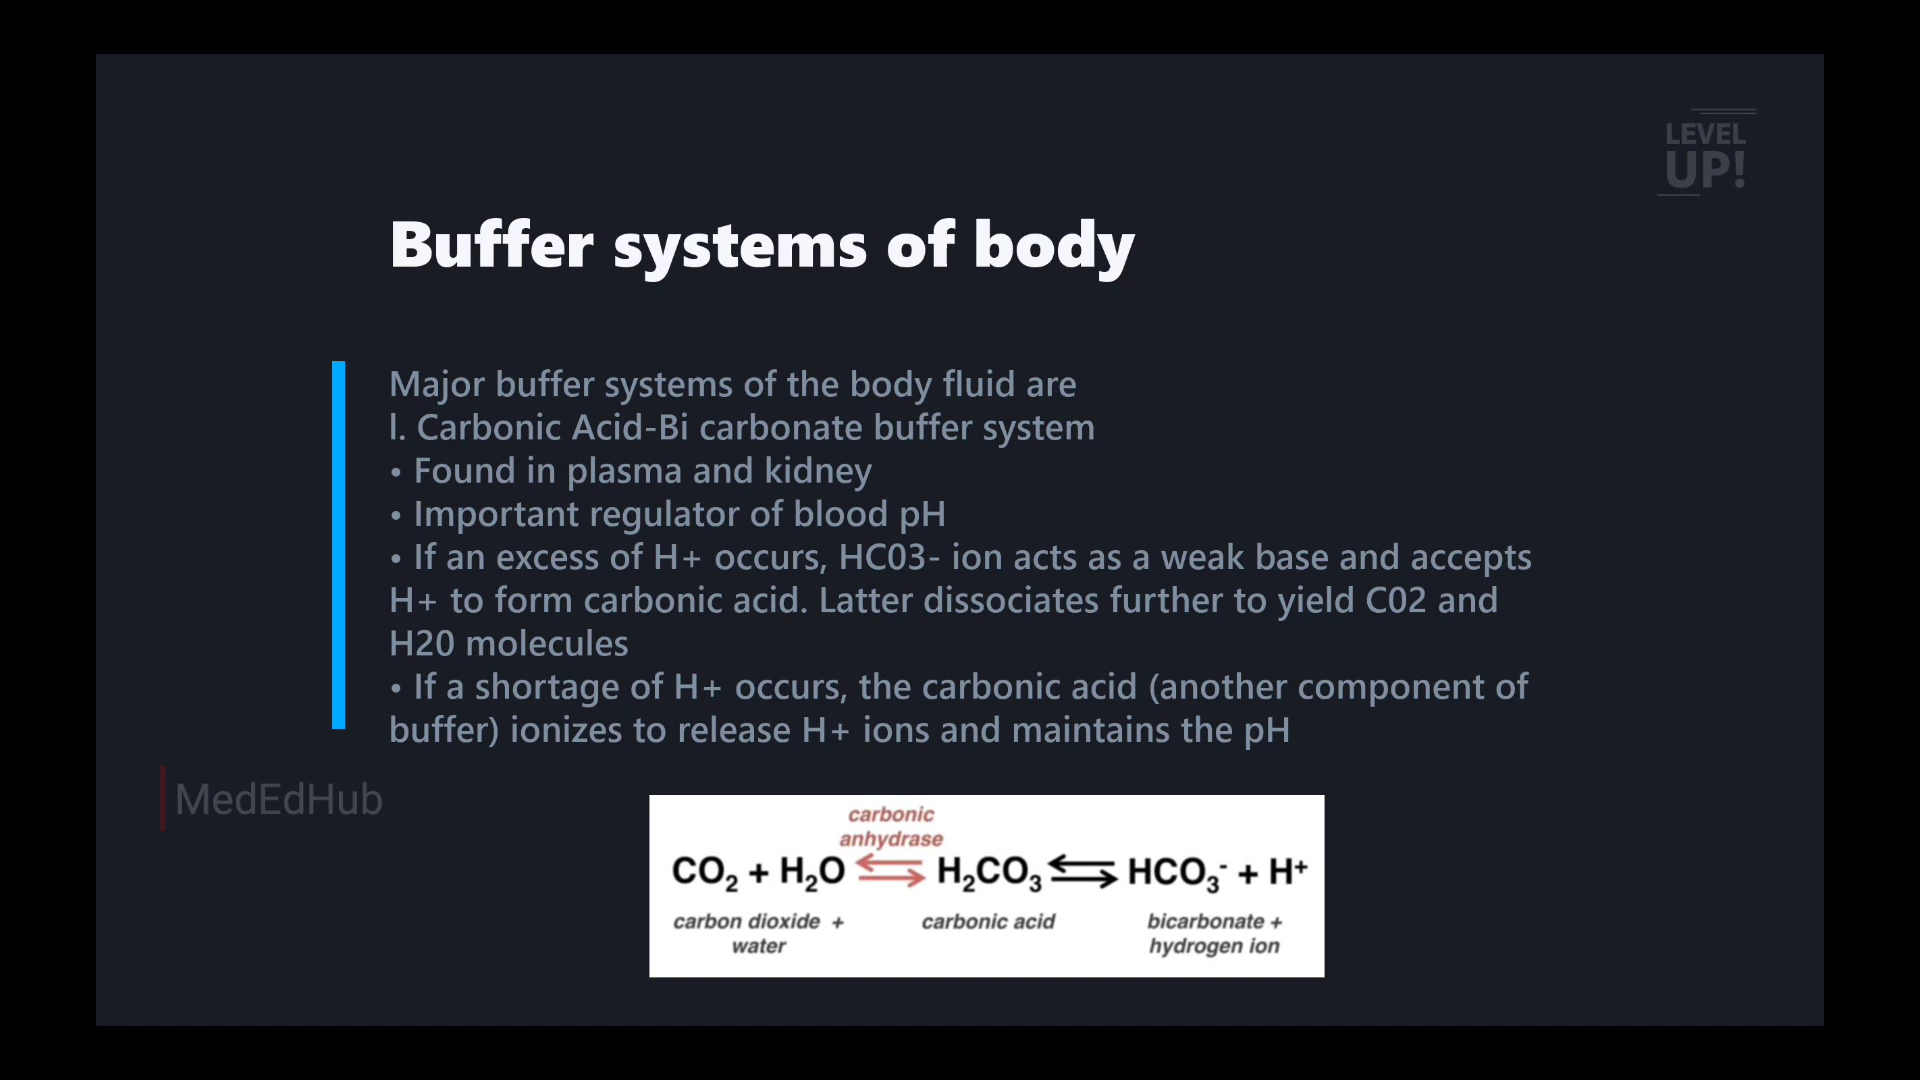 LEVEL
UP!
Buffer systems of body
Major buffer systems of the body fluid are
l. Carbonic Acid-Bi carbonate buffer system
• Found in plasma and kidney
• Important regulator of blood pH
• If an excess of H+ occurs, HC03- ion acts as a weak base and accepts
H+ to form carbonic acid. Latter dissociates further to yield C02 and
H20 molecules
• If a shortage of H+ occurs, the carbonic acid (another component of
buffer) ionizes to release H+ ions and maintains the pH
MedEdHub
carbonic
anhydrase
CO₂ + H₂O ⇄ H₂CO₃ ⇄ HCO₃⁻ + H⁺
carbon dioxide + carbonic acid bicarbonate +
water hydrogen ion